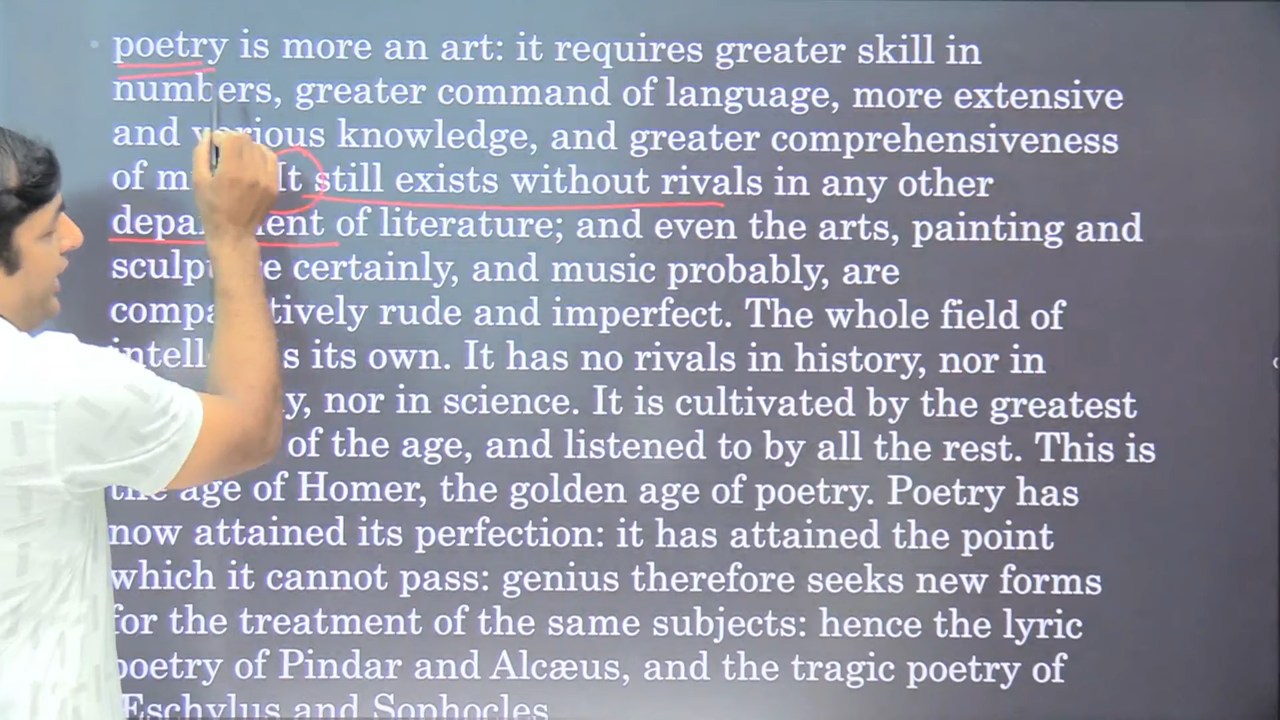 poetry is more an art: it requires greater skill in
numbers, greater command of language, more extensive
and various knowledge, and greater comprehensiveness
of It still exists without rivals in any other
department of literature; and even the arts, painting and
sculpture certainly, and music probably, are
comparatively rude and imperfect. The whole field of
its own. It has no rivals in history, nor in
nor in science. It is cultivated by the greatest
of the age, and listened to by all the rest. This is
the age of Homer, the golden age of poetry. Poetry has
now attained its perfection: it has attained the point
which it cannot pass: genius therefore seeks new forms
for the treatment of the same subjects: hence the lyric
poetry of Pindar and Alcæus, and the tragic poetry of
Æschylus and Sophocles